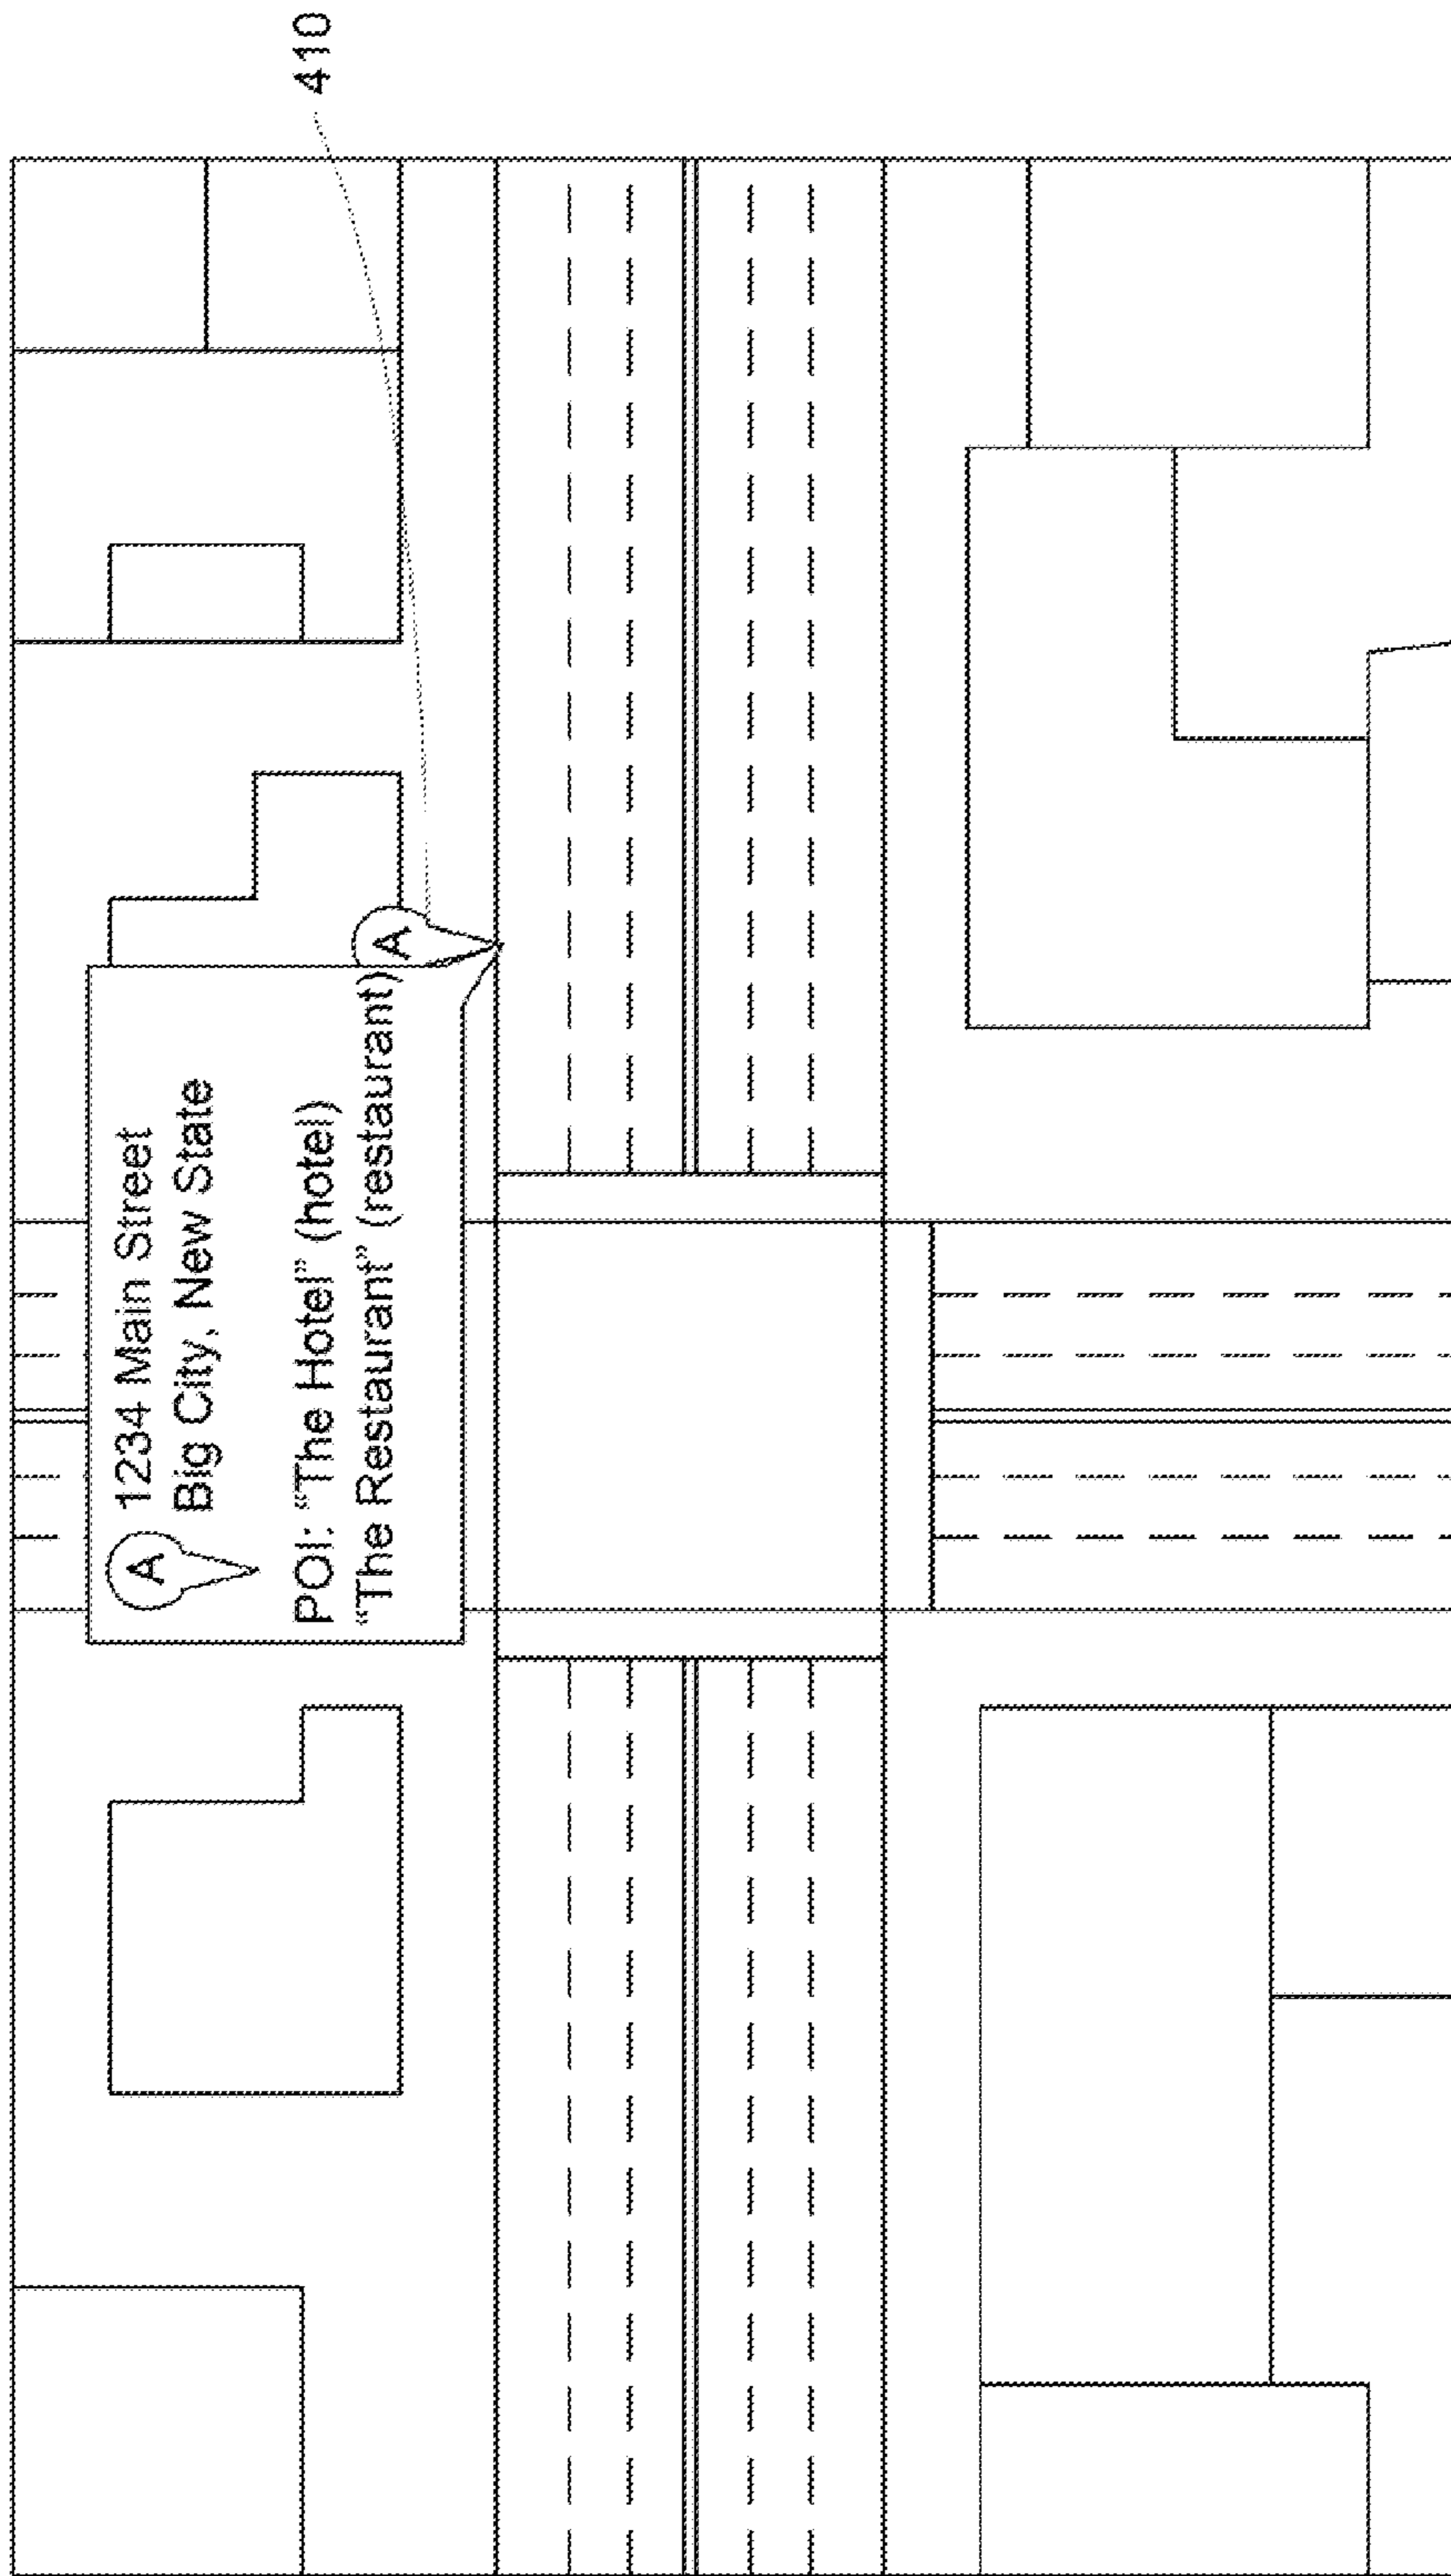 410
A
1234 Main Street
Big City, New State
POI: “The Hotel” (hotel)
“The Restaurant” (restaurant)
A